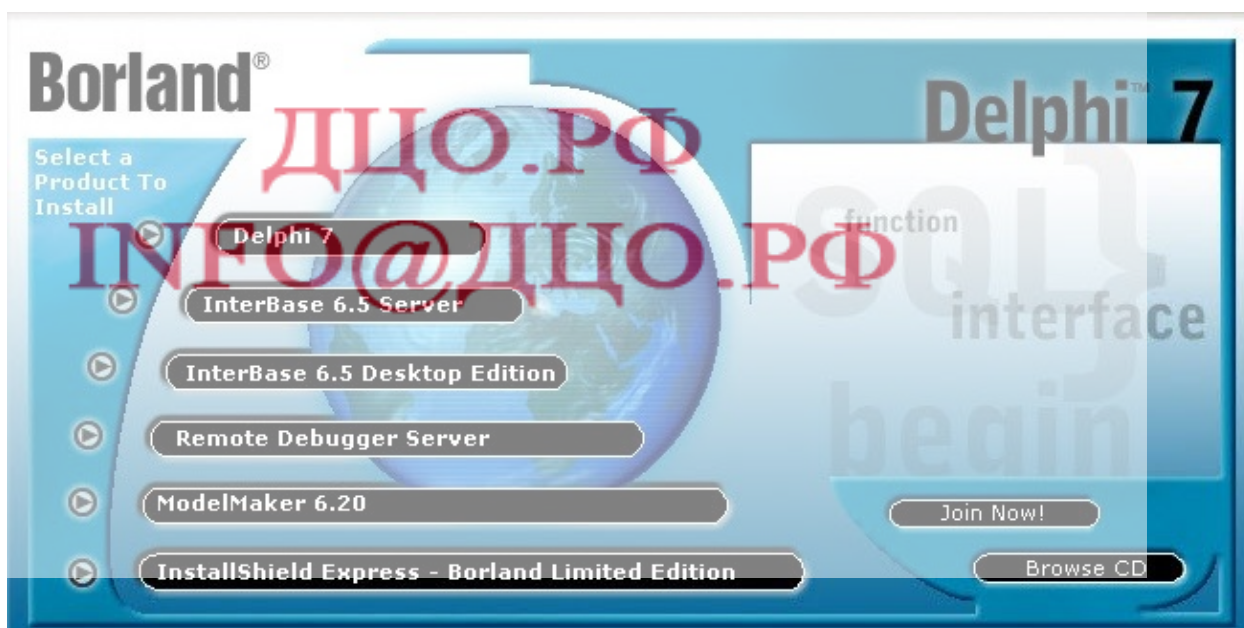 Borland®
Delphi™ 7
ДЦО.РФ
INFO@ДЦО.РФ
Select a
Product To
Install
Delphi 7
InterBase 6.5 Server
InterBase 6.5 Desktop Edition
Remote Debugger Server
ModelMaker 6.20
InstallShield Express - Borland Limited Edition
SQL}
function
interface
begin
Join Now!
Browse CD